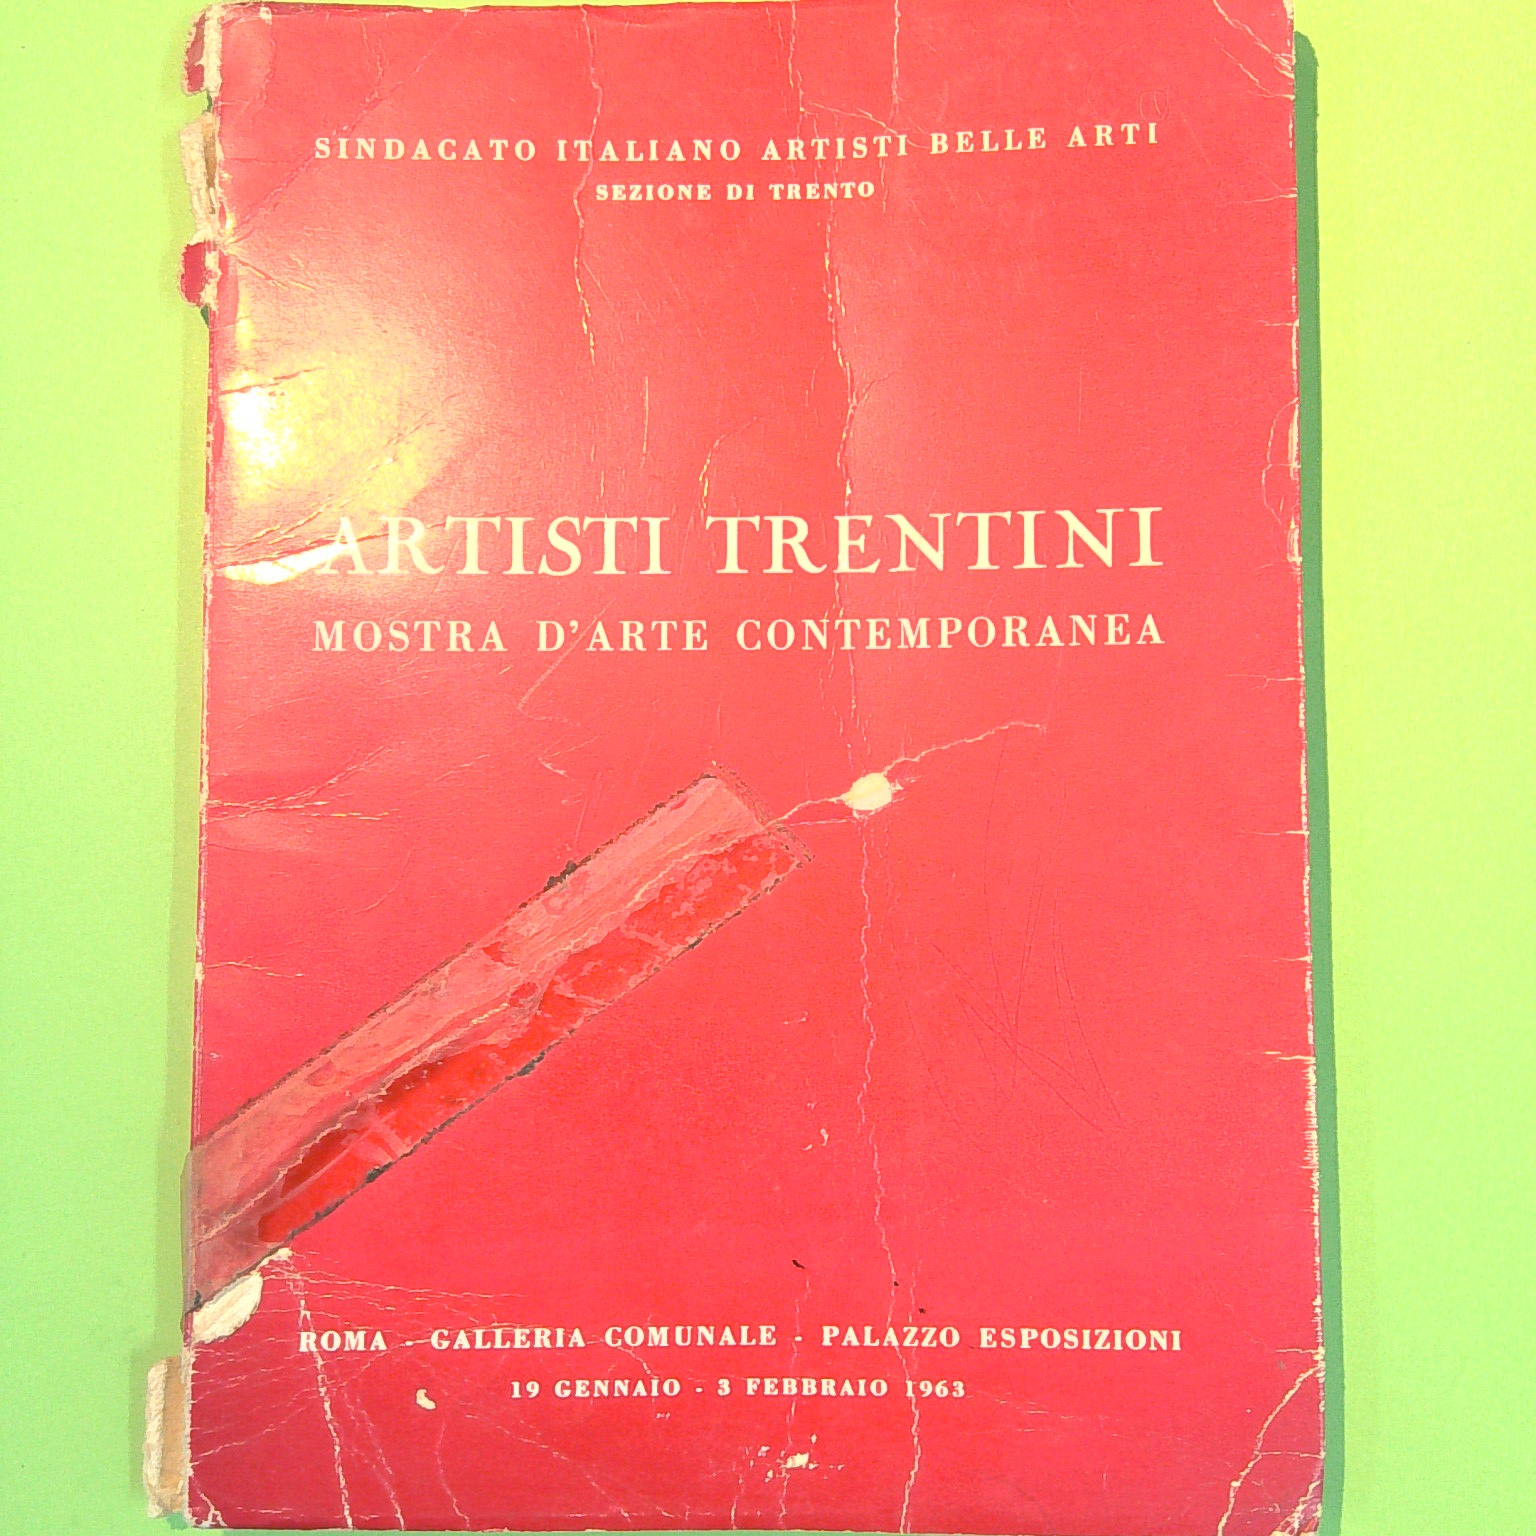 SINDACATO ITALIANO ARTISTI BELLE ARTI
SEZIONE DI TRENTO
ARTISTI TRENTINI
MOSTRA D'ARTE CONTEMPORANEA
ROMA - GALLERIA COMUNALE - PALAZZO ESPOSIZIONI
19 GENNAIO - 3 FEBBRAIO 1963